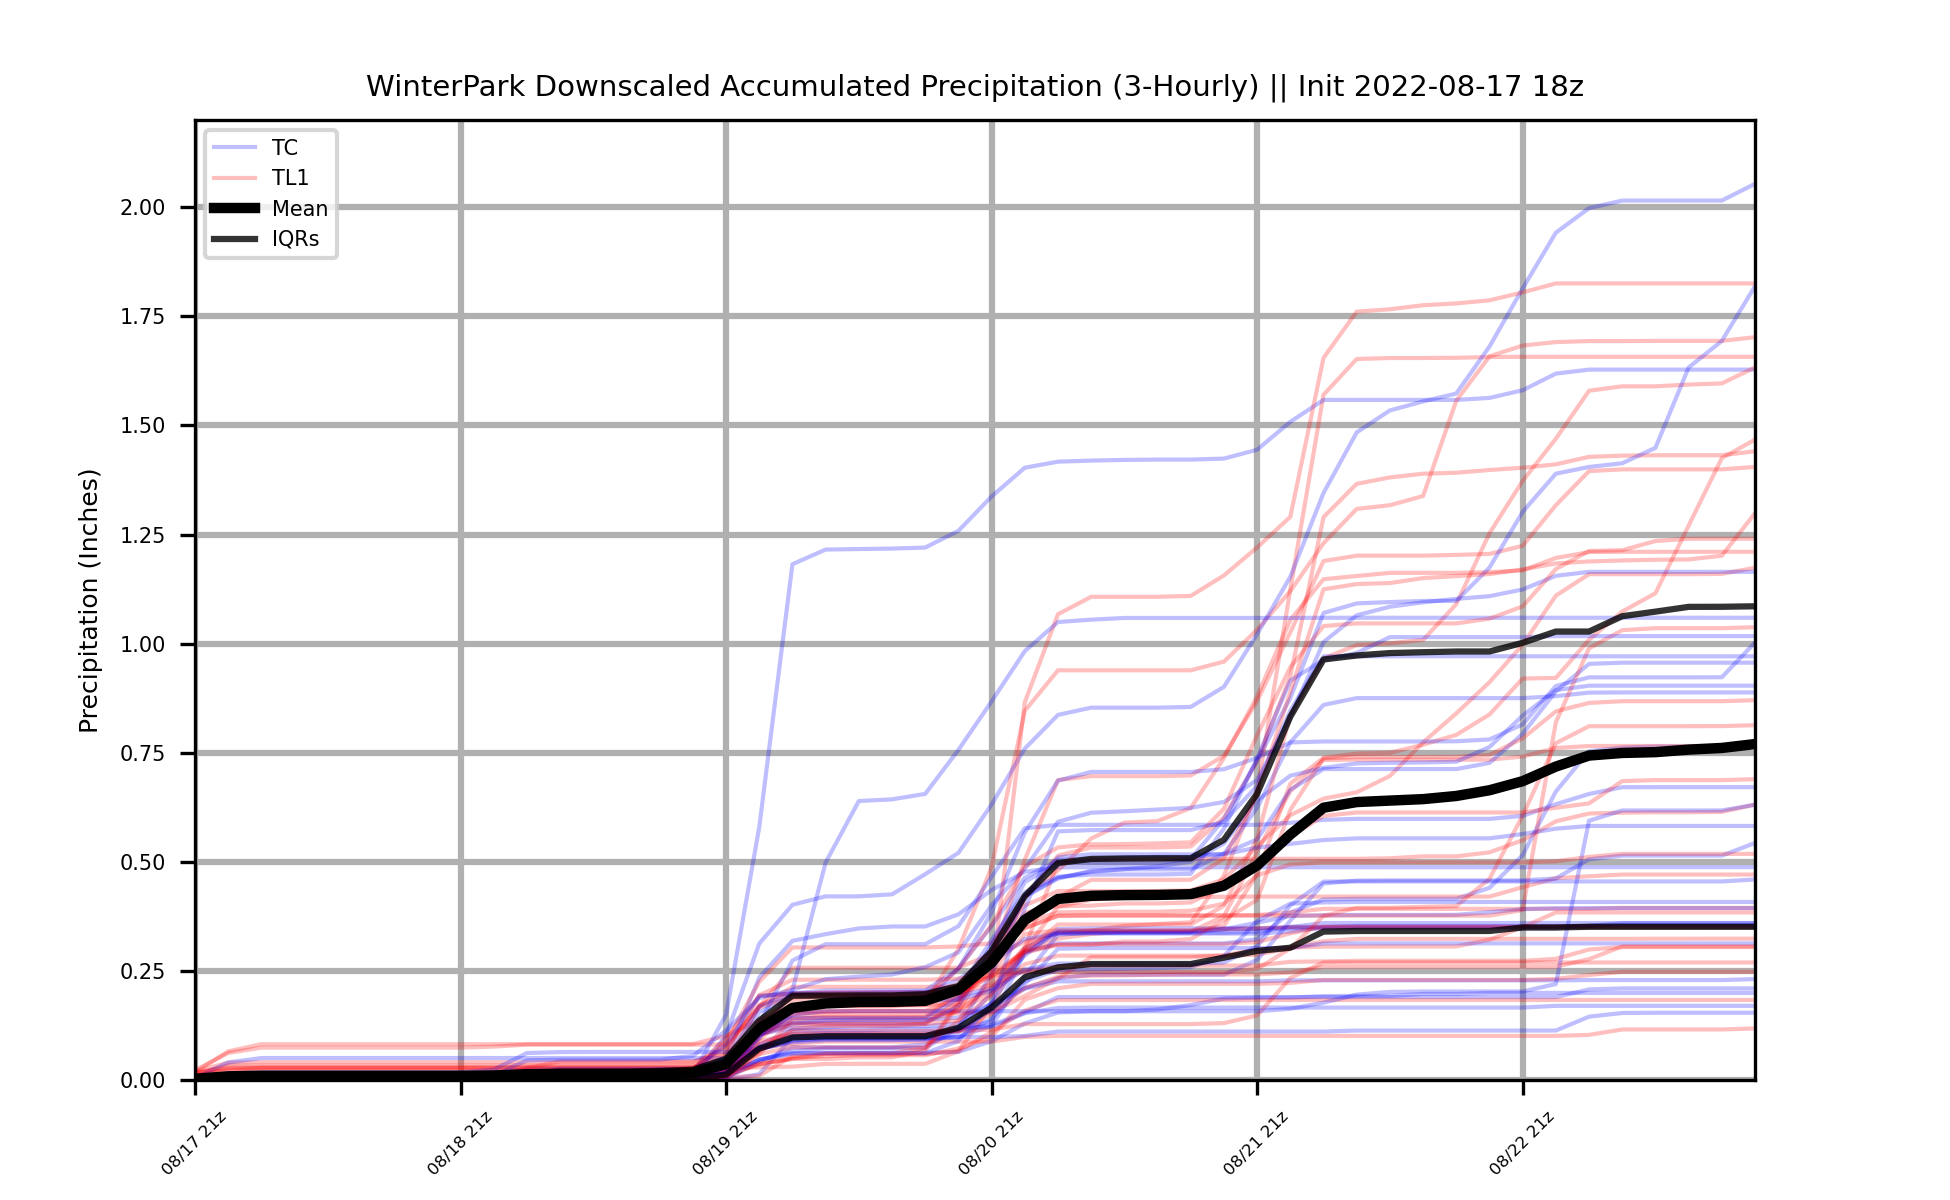 WinterPark Downscaled Accumulated Precipitation (3-Hourly) || Init 2022-08-17 18z
TC
TL1
Mean
IQRs
Precipitation (Inches)
2.00
1.75
1.50
1.25
1.00
0.75
0.50
0.25
0.00
08/17 21z
08/18 21z
08/19 21z
08/20 21z
08/21 21z
08/22 21z